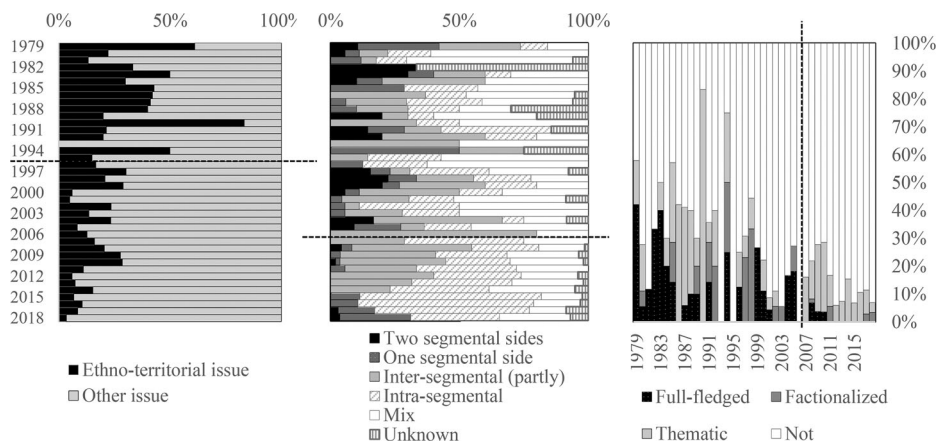 0% 50% 100%
1979
1982
1985
1988
1991
1994
1997
2000
2003
2006
2009
2012
2015
2018
Ethno-territorial issue
Other issue
0% 50% 100%
Two segmental sides
One segmental side
Inter-segmental (partly)
Intra-segmental
Mix
Unknown
100%
90%
80%
70%
60%
50%
40%
30%
20%
10%
0%
1979 1983 1987 1991 1995 1999 2003 2007 2011 2015
Full-fledged Factionalized
Thematic Not